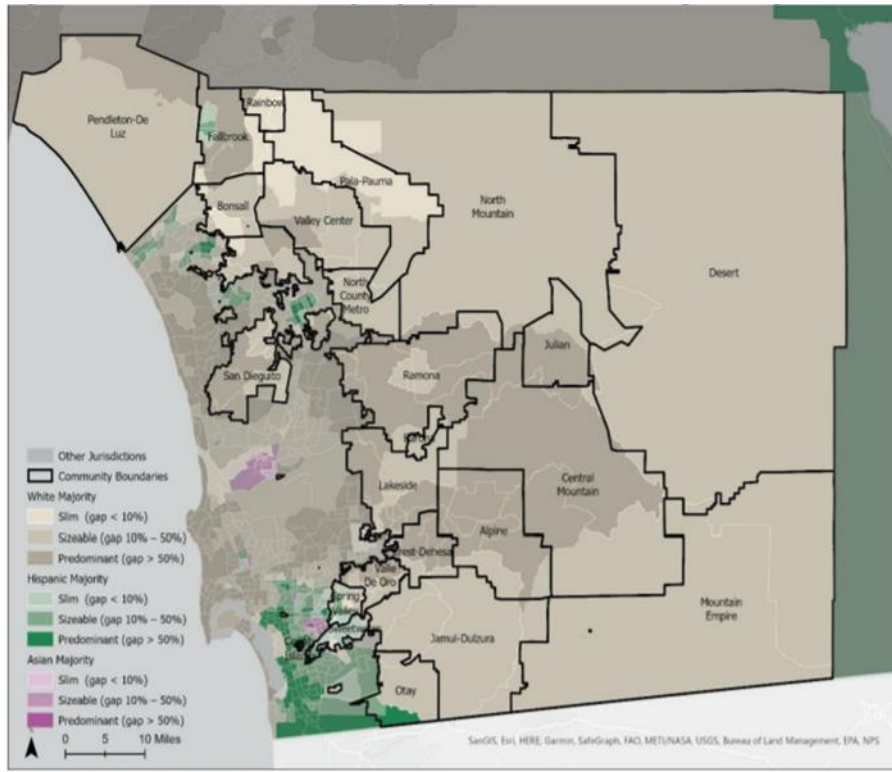 Pendleton-De
Luz
Rainbow
Fallbrook
Pala-Pauma
Bonsall
Valley Center
North
Mountain
Desert
North
County
Metro
San Dieguito
Ramona
Julian
Lakeside
Central
Mountain
Alpine
rest-Dehesa
Valle
De Oro
Spring
Valley
Mountain
Empire
Jamul-Dulzura
Otay
Other Jurisdictions
Community Boundaries
White Majority
Slim (gap < 10%)
Sizeable (gap 10% – 50%)
Predominant (gap > 50%)
Hispanic Majority
Slim (gap < 10%)
Sizeable (gap 10% – 50%)
Predominant (gap > 50%)
Asian Majority
Slim (gap < 10%)
Sizeable (gap 10% – 50%)
Predominant (gap > 50%)
0 5 10 Miles
SanGIS, Esri, HERE, Garmin, SafeGraph, FAO, METI/NASA, USGS, Bureau of Land Management, EPA, NPS